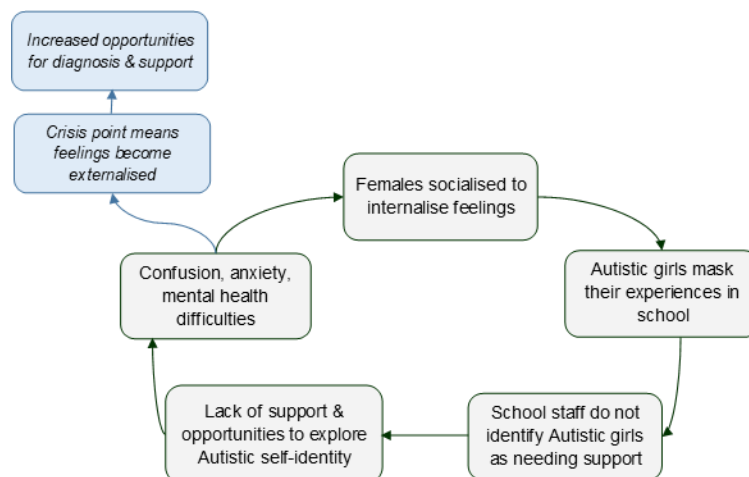 Increased opportunities
for diagnosis & support
Crisis point means
feelings become
externalised
Females socialised to
internalise feelings
Confusion, anxiety,
mental health
difficulties
Autistic girls mask
their experiences in
school
Lack of support &
opportunities to explore
Autistic self-identity
School staff do not
identify Autistic girls
as needing support